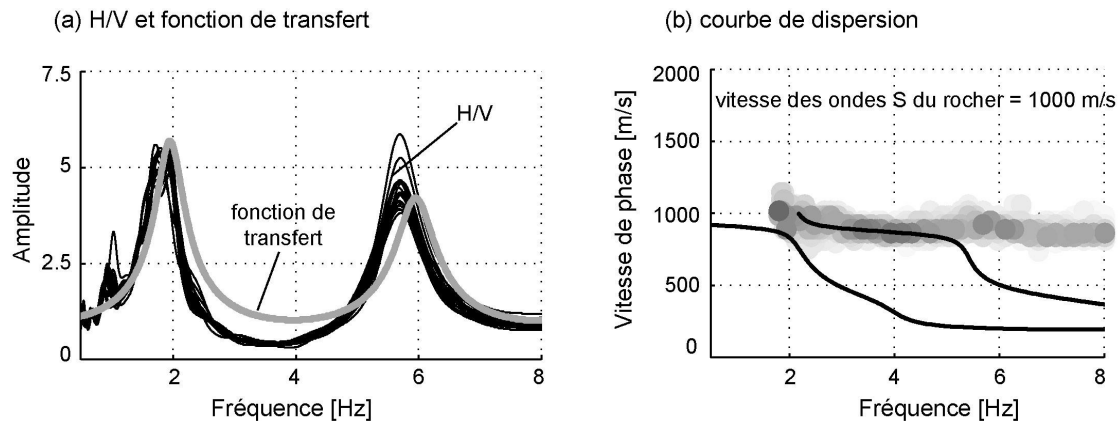 (a) H/V et fonction de transfert
7.5
5
2.5
0
Amplitude
H/V
fonction de
transfert
2
4
6
8
Fréquence [Hz]
(b) courbe de dispersion
2000
1500
1000
500
0
Vitesse de phase [m/s]
vitesse des ondes S du rocher = 1000 m/s
2
4
6
8
Fréquence [Hz]